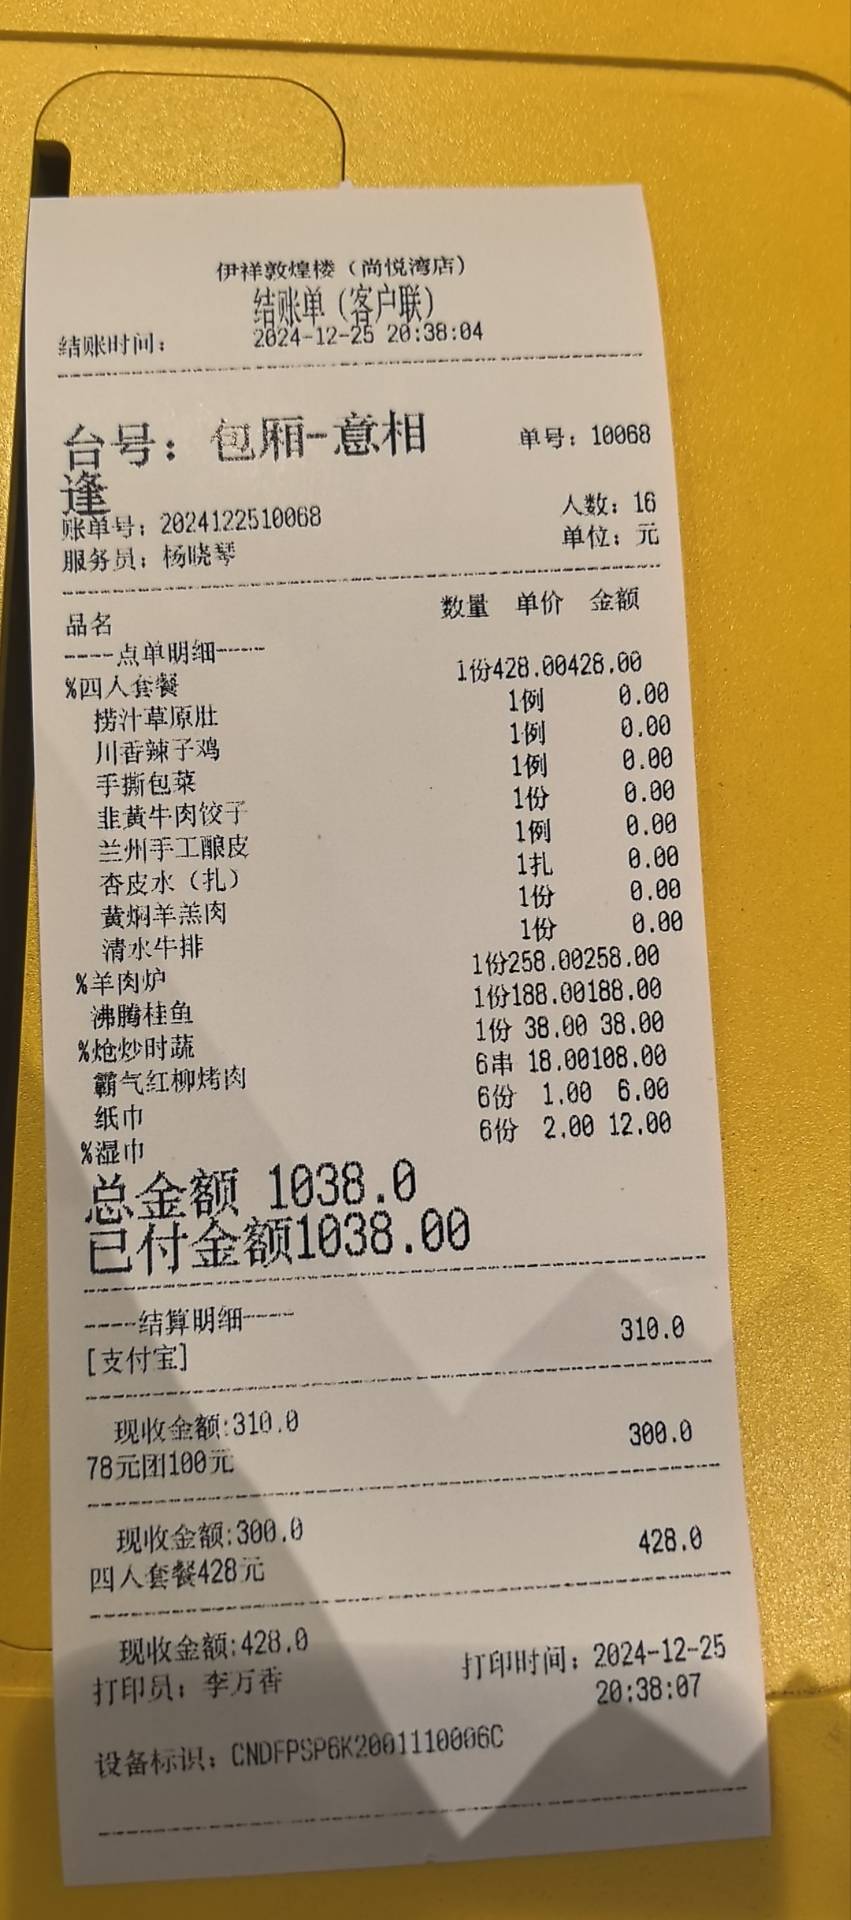 伊祥敦煌楼（尚悦湾店）
结账单（客户联）
结账时间： 2024-12-25 20:38:04
台号：包厢-意相 单号：10068
逢
账单号：2024122510068 人数：16
服务员：杨晓琴 单位：元
品名 数量 单价 金额
----点单明细-----
%四人套餐 1份428.00428.00
捞汁草原肚 1例 0.00
川香辣子鸡 1例 0.00
手撕包菜 1例 0.00
韭黄牛肉饺子 1份 0.00
兰州手工酿皮 1例 0.00
杏皮水（扎） 1扎 0.00
黄焖羊羔肉 1份 0.00
清水牛排 1份 0.00
%羊肉炉 1份258.00258.00
沸腾桂鱼 1份188.00188.00
%炝炒时蔬 1份 38.00 38.00
霸气红柳烤肉 6串 18.00108.00
纸巾 6份 1.00 6.00
%湿巾 6份 2.00 12.00
总金额 1038.0
已付金额1038.00
----结算明细-----
[支付宝] 310.0
现收金额:310.0
78元团100元 300.0
现收金额:300.0
四人套餐428元 428.0
现收金额:428.0
打印员：李万香 打印时间：2024-12-25
20:38:07
设备标识：CNDFPSP6K2001110006C